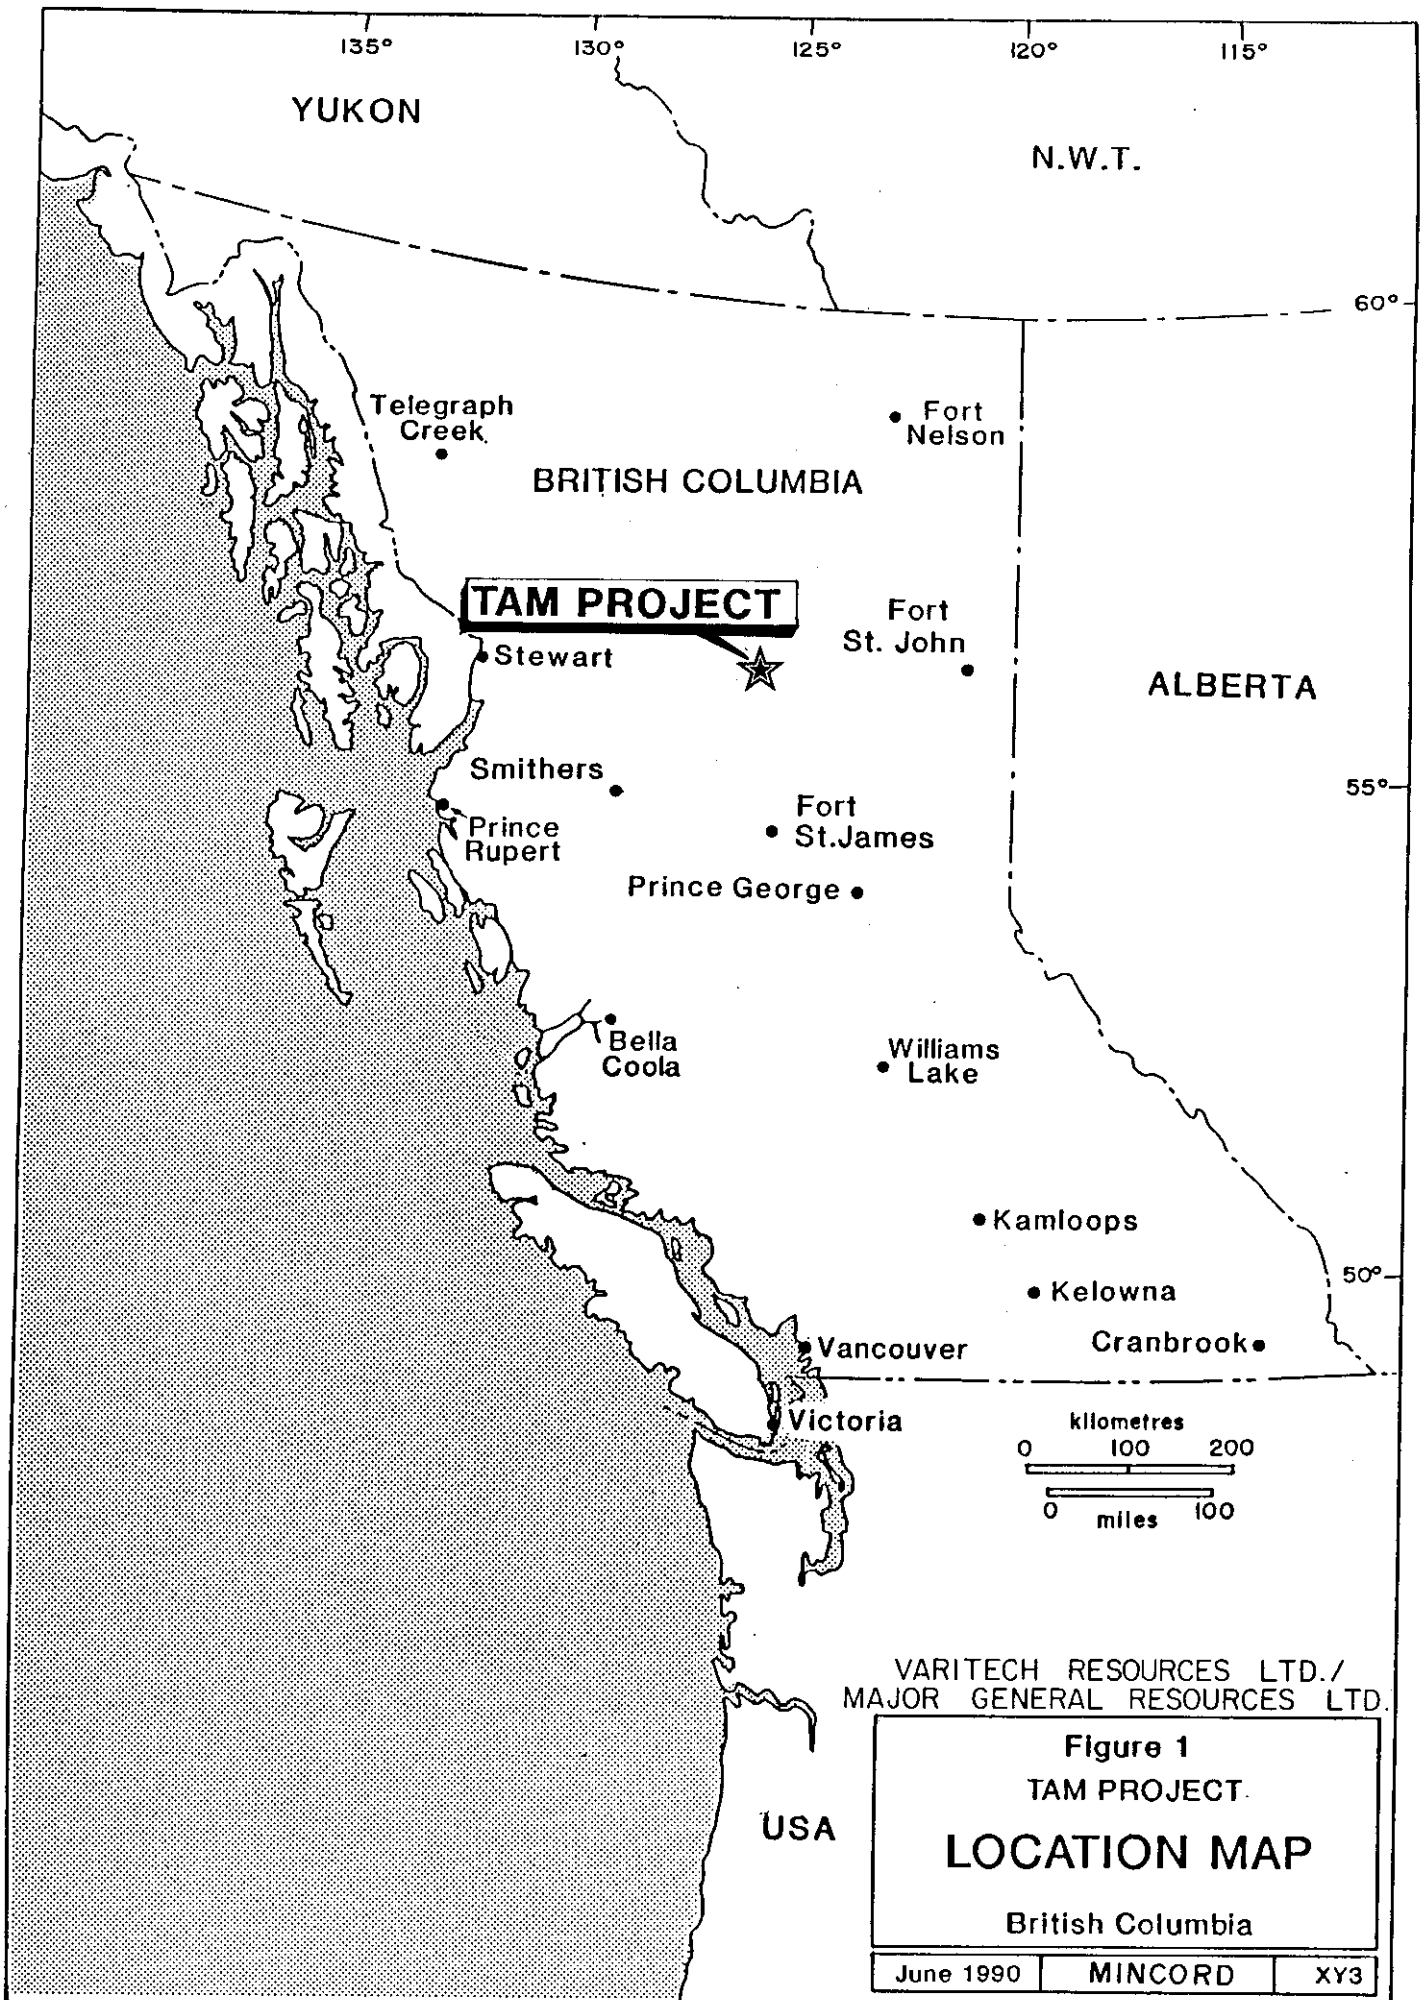 135°
130°
125°
120°
115°
YUKON
N.W.T.
60°
Telegraph
Creek
Fort
Nelson
BRITISH COLUMBIA
TAM PROJECT
Fort
St. John
Stewart
ALBERTA
Smithers
55°
Prince
Rupert
Fort
St.James
Prince George
Bella
Coola
Williams
Lake
Kamloops
50°
Kelowna
Vancouver
Cranbrook
Victoria
kilometres
0 100 200
0 100
miles
VARITECH RESOURCES LTD./
MAJOR GENERAL RESOURCES LTD.
USA
Figure 1
TAM PROJECT
LOCATION MAP
British Columbia
June 1990 MINCORD XY3